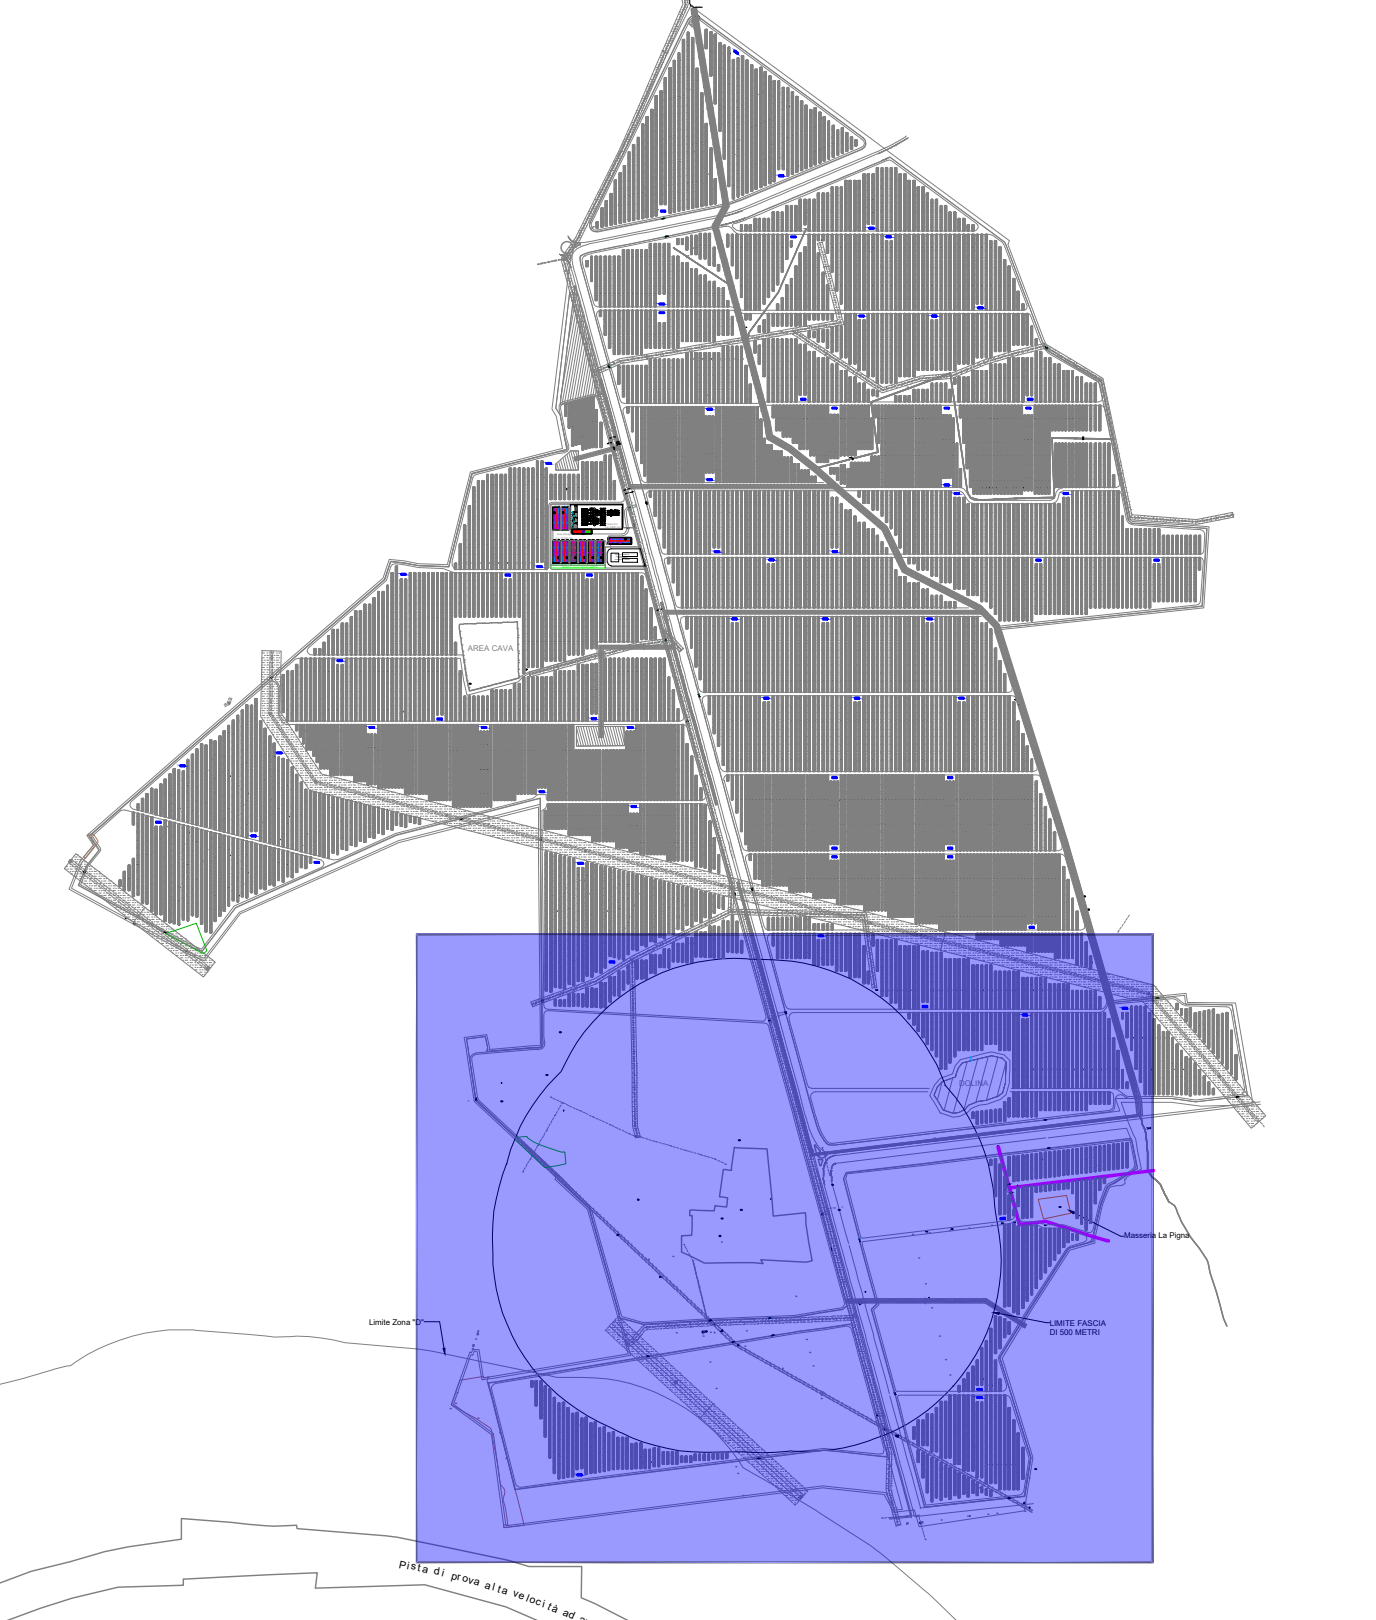 AREA CAVA
DOLINA
Masseria La Pigna
Limite Zona "D"
LIMITE FASCIA
DI 500 METRI
Pista di prova alta velocità ad